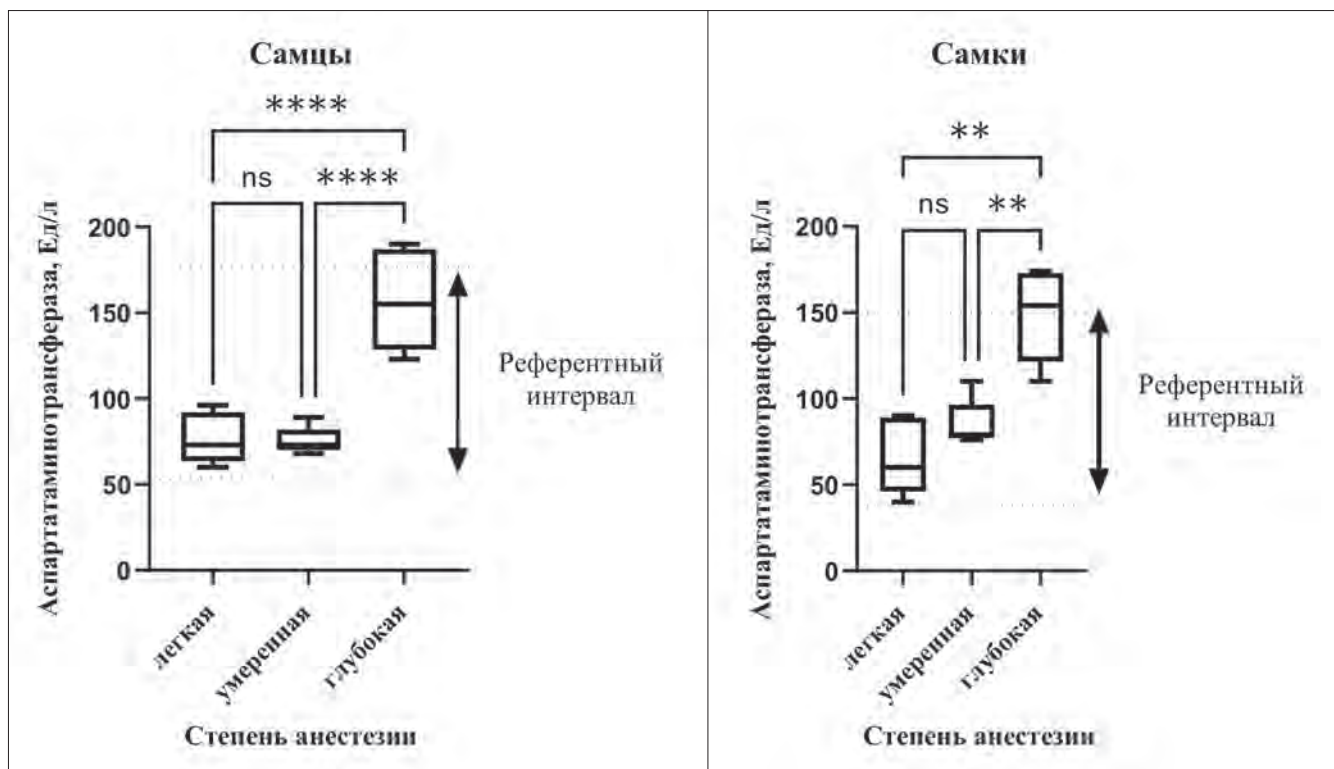 Самцы
****
ns
****
Аспартатаминотрансфераза, Ед/л
200
150
100
50
0
Референтный
интервал
легкая
умеренная
глубокая
Степень анестезии
Самки
**
ns
**
Аспартатаминотрансфераза, Ед/л
200
150
100
50
0
Референтный
интервал
легкая
умеренная
глубокая
Степень анестезии